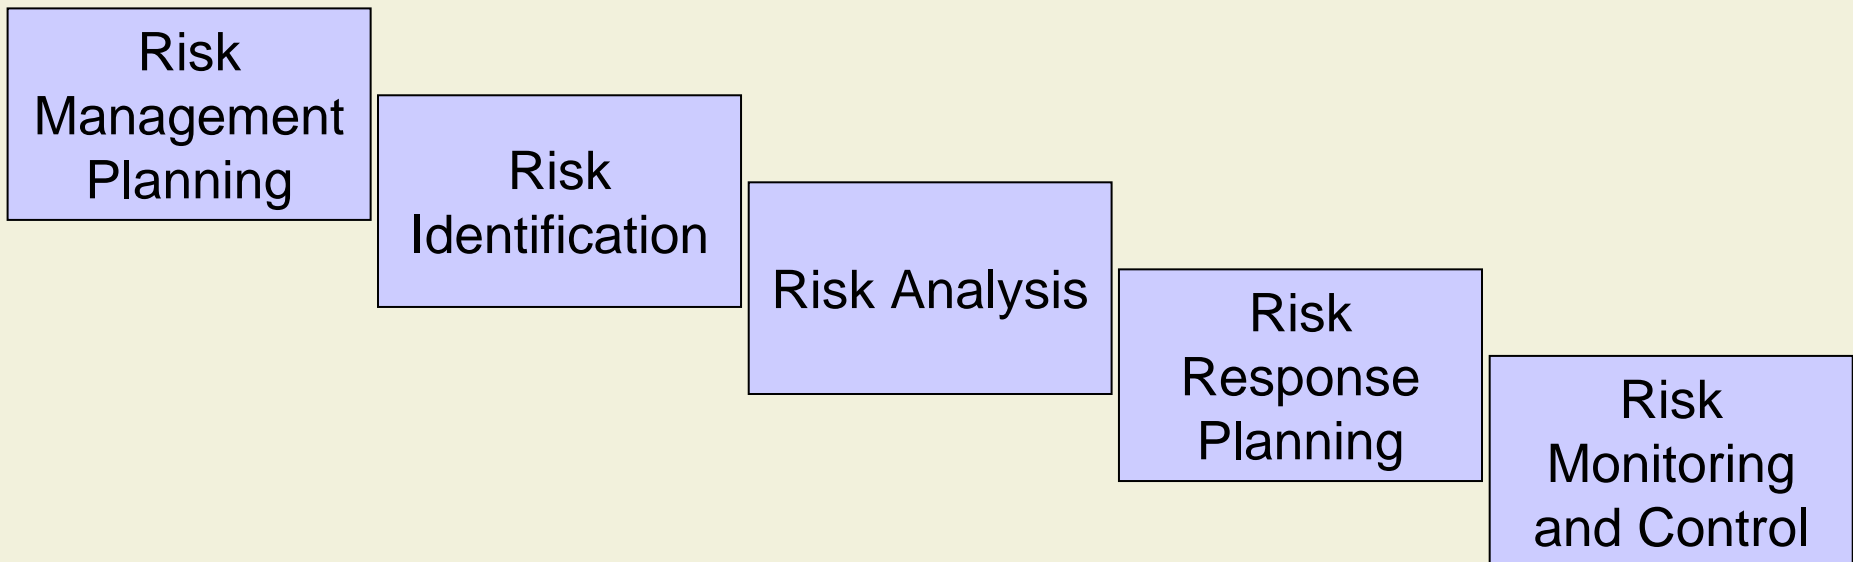 Risk
Management
Planning
Risk
Identification
Risk Analysis
Risk
Response
Planning
Risk
Monitoring
and Control